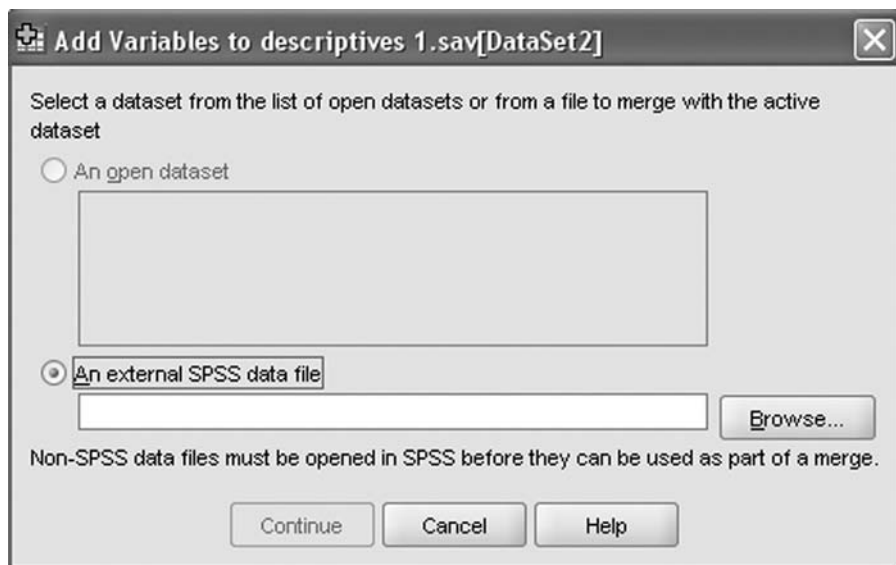 Add Variables to descriptives 1.sav[DataSet2]
Select a dataset from the list of open datasets or from a file to merge with the active
dataset
An open dataset
An external SPSS data file
Browse...
Non-SPSS data files must be opened in SPSS before they can be used as part of a merge.
Continue
Cancel
Help